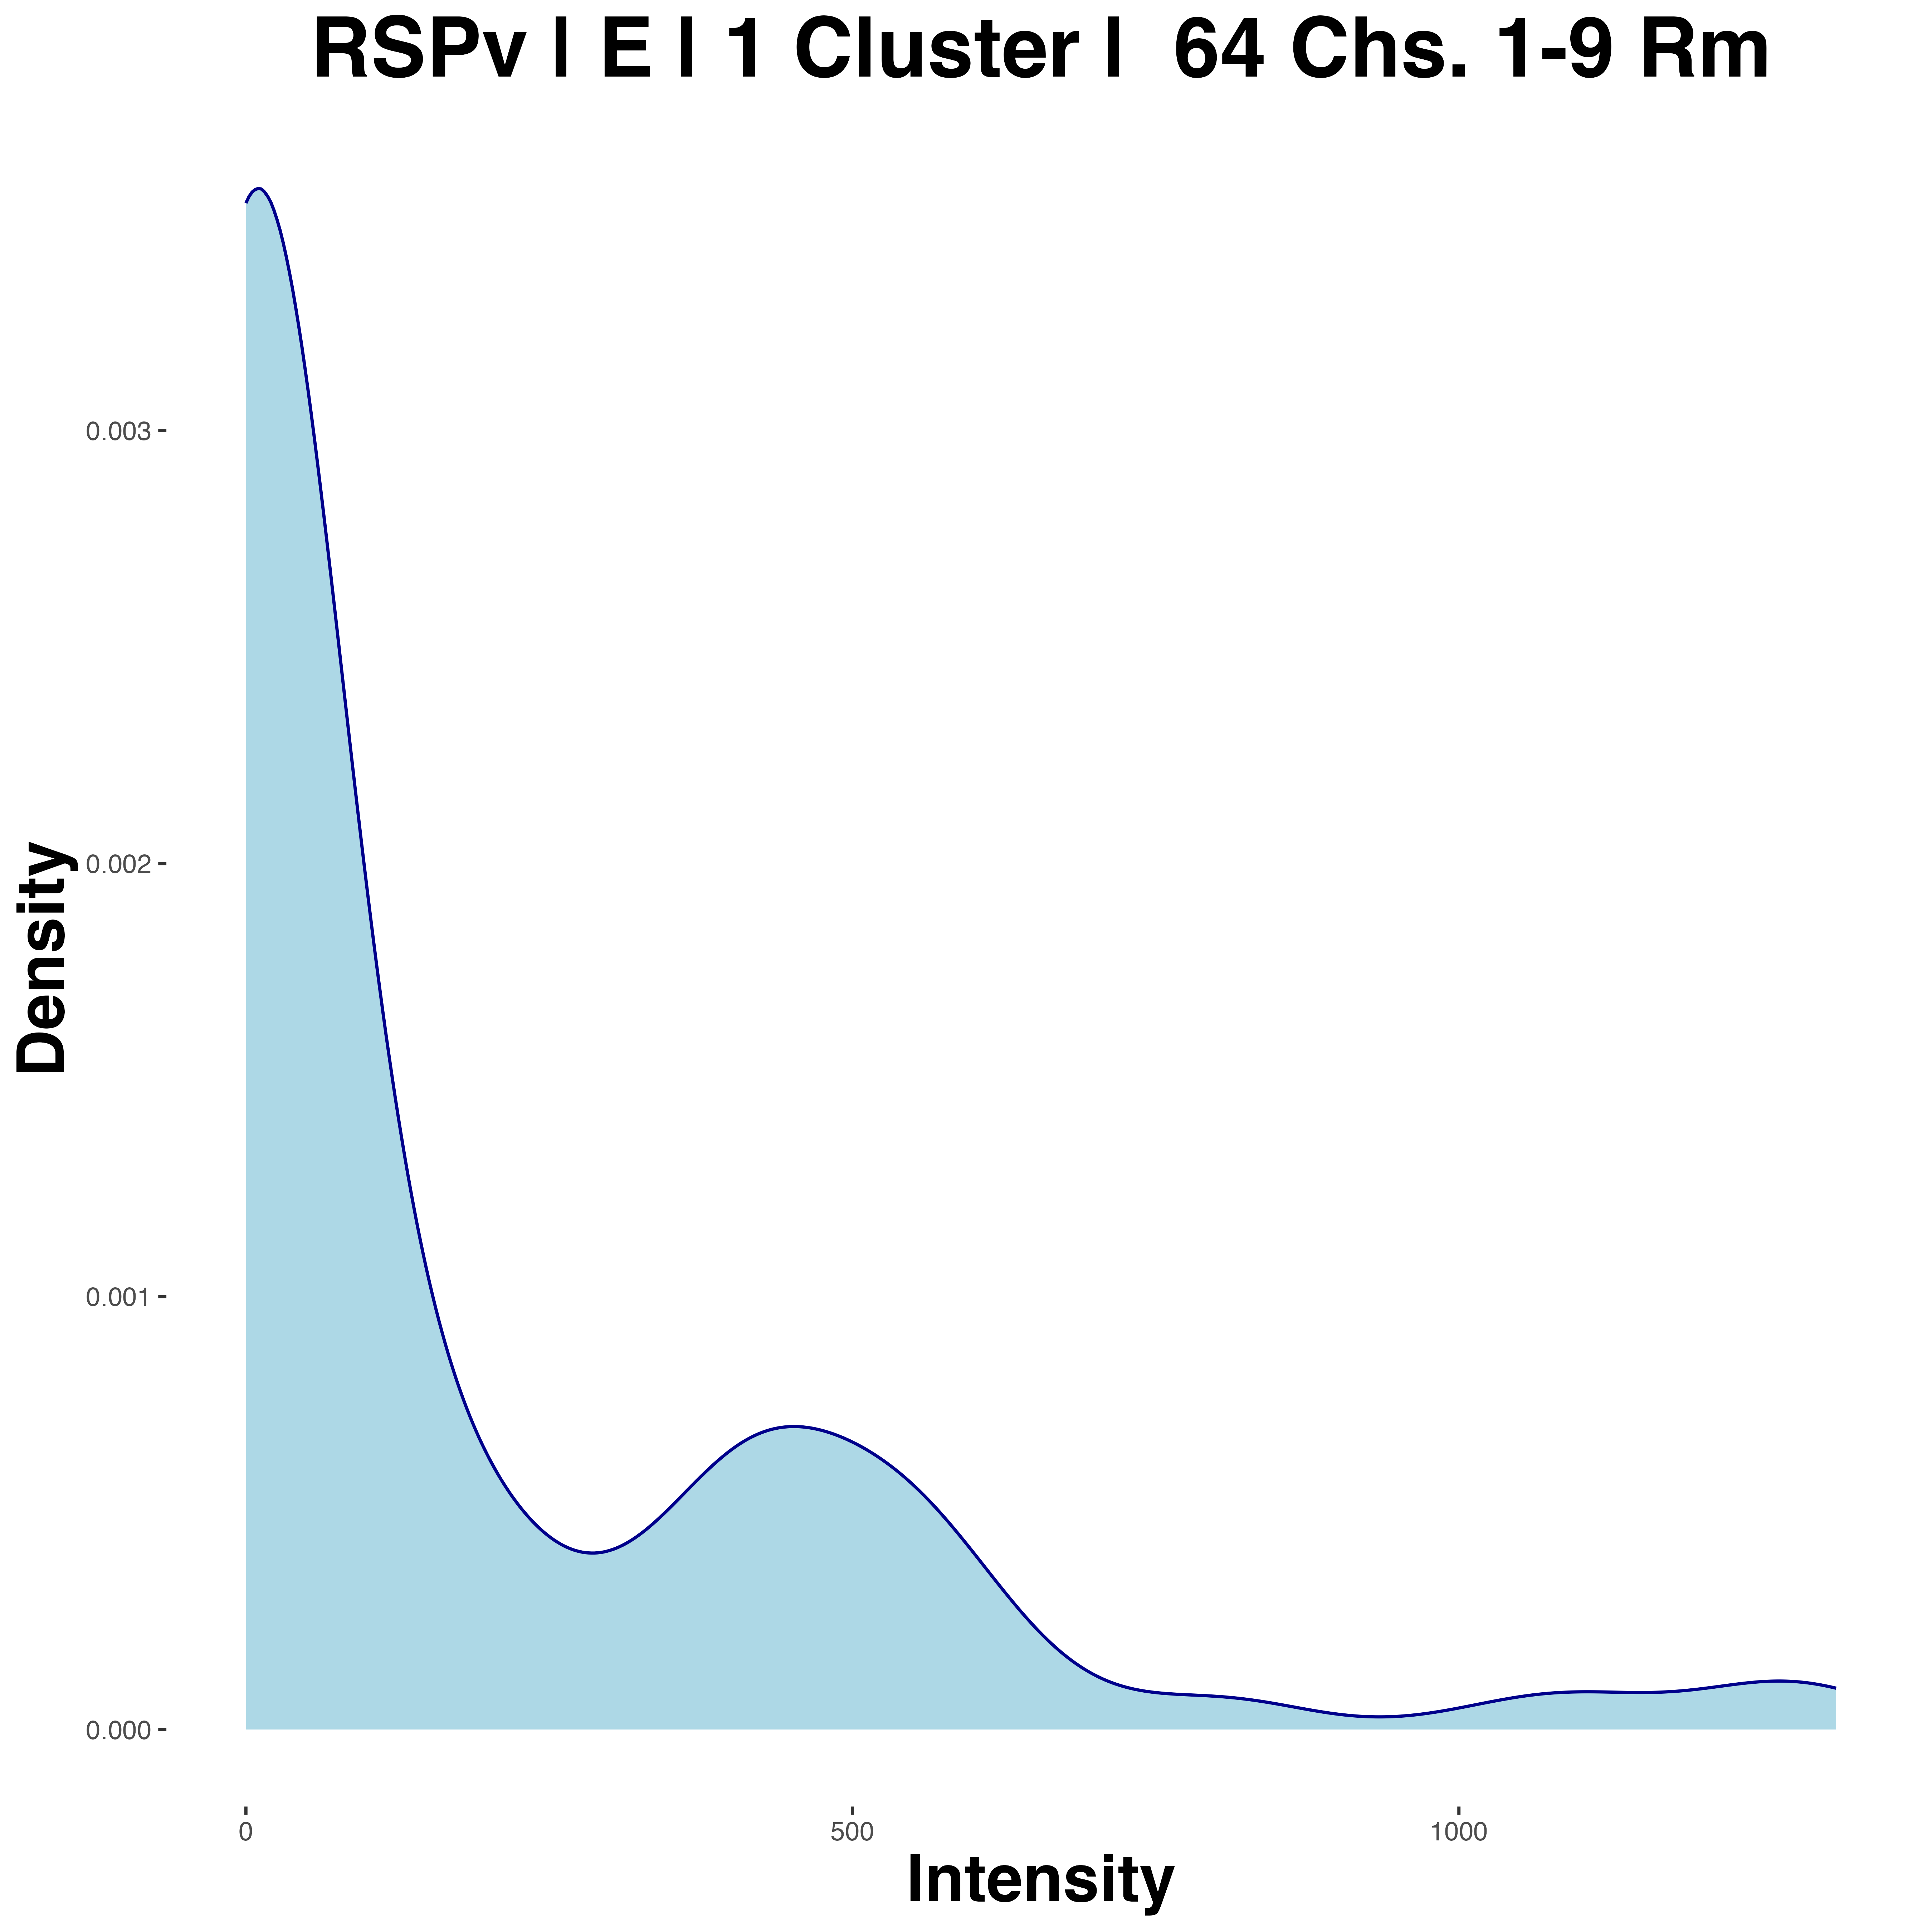 RSPv | E | 1 Cluster |  64 Chs. 1-9 Rm
Density
0.003
0.002
0.001
0.000
0
500
1000
Intensity